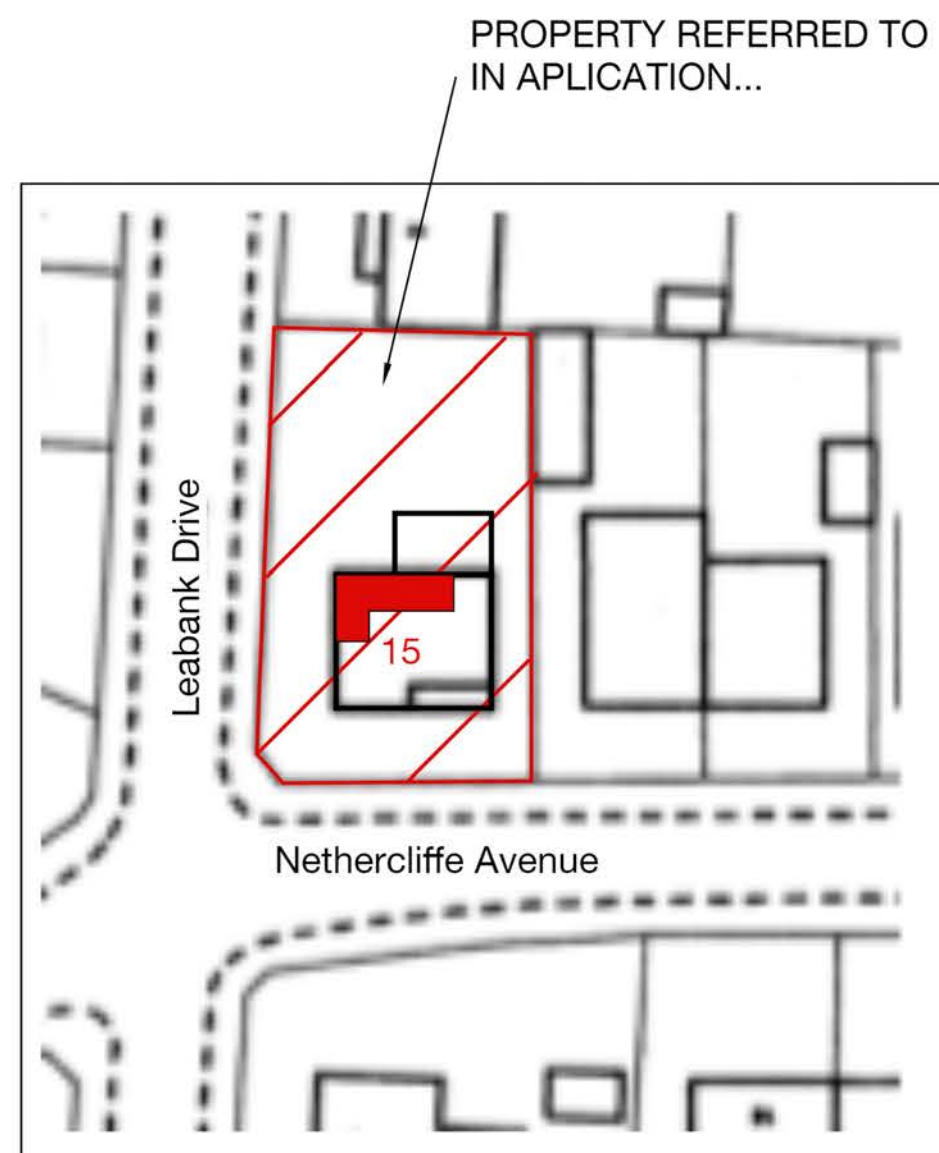 PROPERTY REFERRED TO
IN APLICATION...
Leabank Drive
15
Nethercliffe Avenue